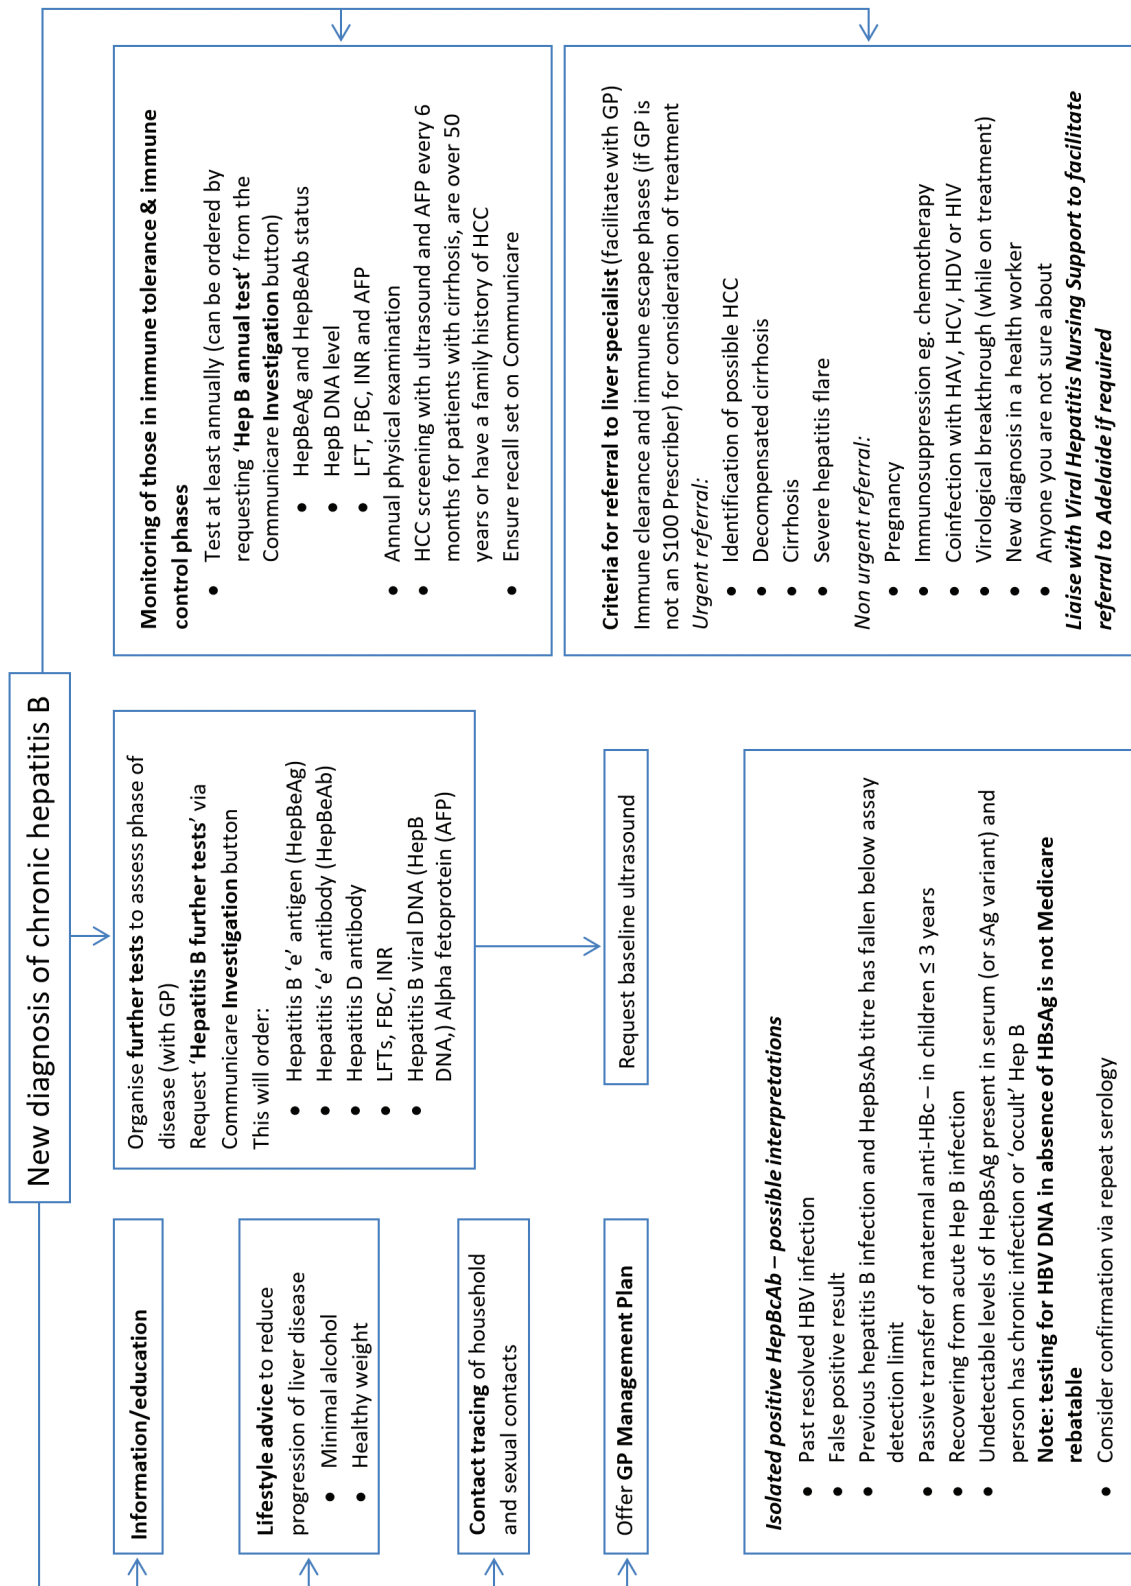 New diagnosis of chronic hepatitis B
Information/education
Lifestyle advice to reduce
progression of liver disease
● Minimal alcohol
● Healthy weight
Contact tracing of household
and sexual contacts
Offer GP Management Plan
Organise further tests to assess phase of
disease (with GP)
Request ‘Hepatitis B further tests’ via
Communicare Investigation button
This will order:
● Hepatitis B ‘e’ antigen (HepBeAg)
● Hepatitis ‘e’ antibody (HepBeAb)
● Hepatitis D antibody
● LFTs, FBC, INR
● Hepatitis B viral DNA (HepB
DNA,) Alpha fetoprotein (AFP)
Request baseline ultrasound
Monitoring of those in immune tolerance & immune
control phases
● Test at least annually (can be ordered by
requesting ‘Hep B annual test’ from the
Communicare Investigation button)
● HepBeAg and HepBeAb status
● HepB DNA level
● LFT, FBC, INR and AFP
● Annual physical examination
● HCC screening with ultrasound and AFP every 6
months for patients with cirrhosis, are over 50
years or have a family history of HCC
● Ensure recall set on Communicare
Criteria for referral to liver specialist (facilitate with GP)
Immune clearance and immune escape phases (if GP is
not an S100 Prescriber) for consideration of treatment
Urgent referral:
● Identification of possible HCC
● Decompensated cirrhosis
● Cirrhosis
● Severe hepatitis flare
Non urgent referral:
● Pregnancy
● Immunosuppression eg. chemotherapy
● Coinfection with HAV, HCV, HDV or HIV
● Virological breakthrough (while on treatment)
● New diagnosis in a health worker
● Anyone you are not sure about
Liaise with Viral Hepatitis Nursing Support to facilitate
referral to Adelaide if required
Isolated positive HepBcAb – possible interpretations
● Past resolved HBV infection
● False positive result
● Previous hepatitis B infection and HepBsAb titre has fallen below assay
detection limit
● Passive transfer of maternal anti-HBc – in children ≤ 3 years
● Recovering from acute Hep B infection
● Undetectable levels of HepBsAg present in serum (or sAg variant) and
person has chronic infection or ‘occult’ Hep B
Note: testing for HBV DNA in absence of HBsAg is not Medicare
rebatable
● Consider confirmation via repeat serology